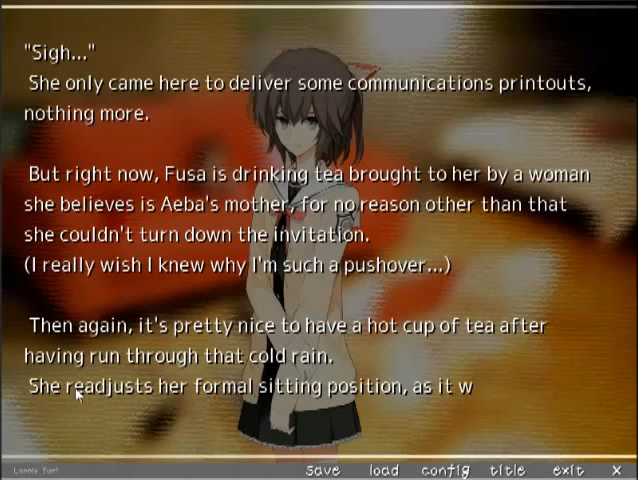 "Sigh..."
She only came here to deliver some communications printouts,
nothing more.
But right now, Fusa is drinking tea brought to her by a woman
she believes is Aeba's mother, for no reason other than that
she couldn't turn down the invitation.
(I really wish I knew why I'm such a pushover...)
Then again, it's pretty nice to have a hot cup of tea after
having run through that cold rain.
She readjusts her formal sitting position, as it w
Lonely Yuri
save load config title exit X